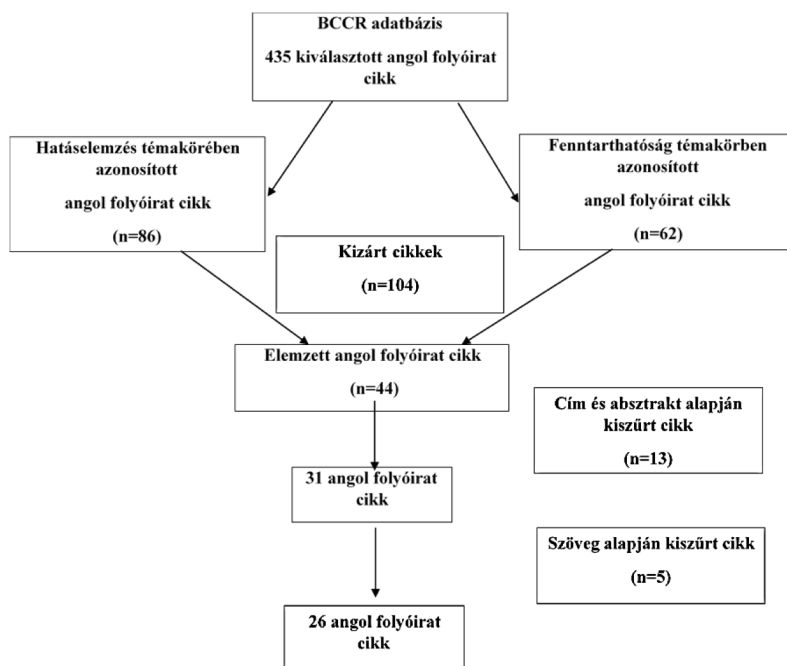 BCCR adatbázis
435 kiválasztott angol folyóirat
cikk
Hatáselemzés témakörében
azonosított
angol folyóirat cikk
(n=86)
Fenntarthatóság témakörben
azonosított
angol folyóirat cikk
(n=62)
Kizárt cikkek
(n=104)
Elemzett angol folyóirat cikk
(n=44)
Cím és absztrakt alapján
kiszűrt cikk
(n=13)
31 angol folyóirat
cikk
Szöveg alapján kiszűrt cikk
(n=5)
26 angol folyóirat
cikk